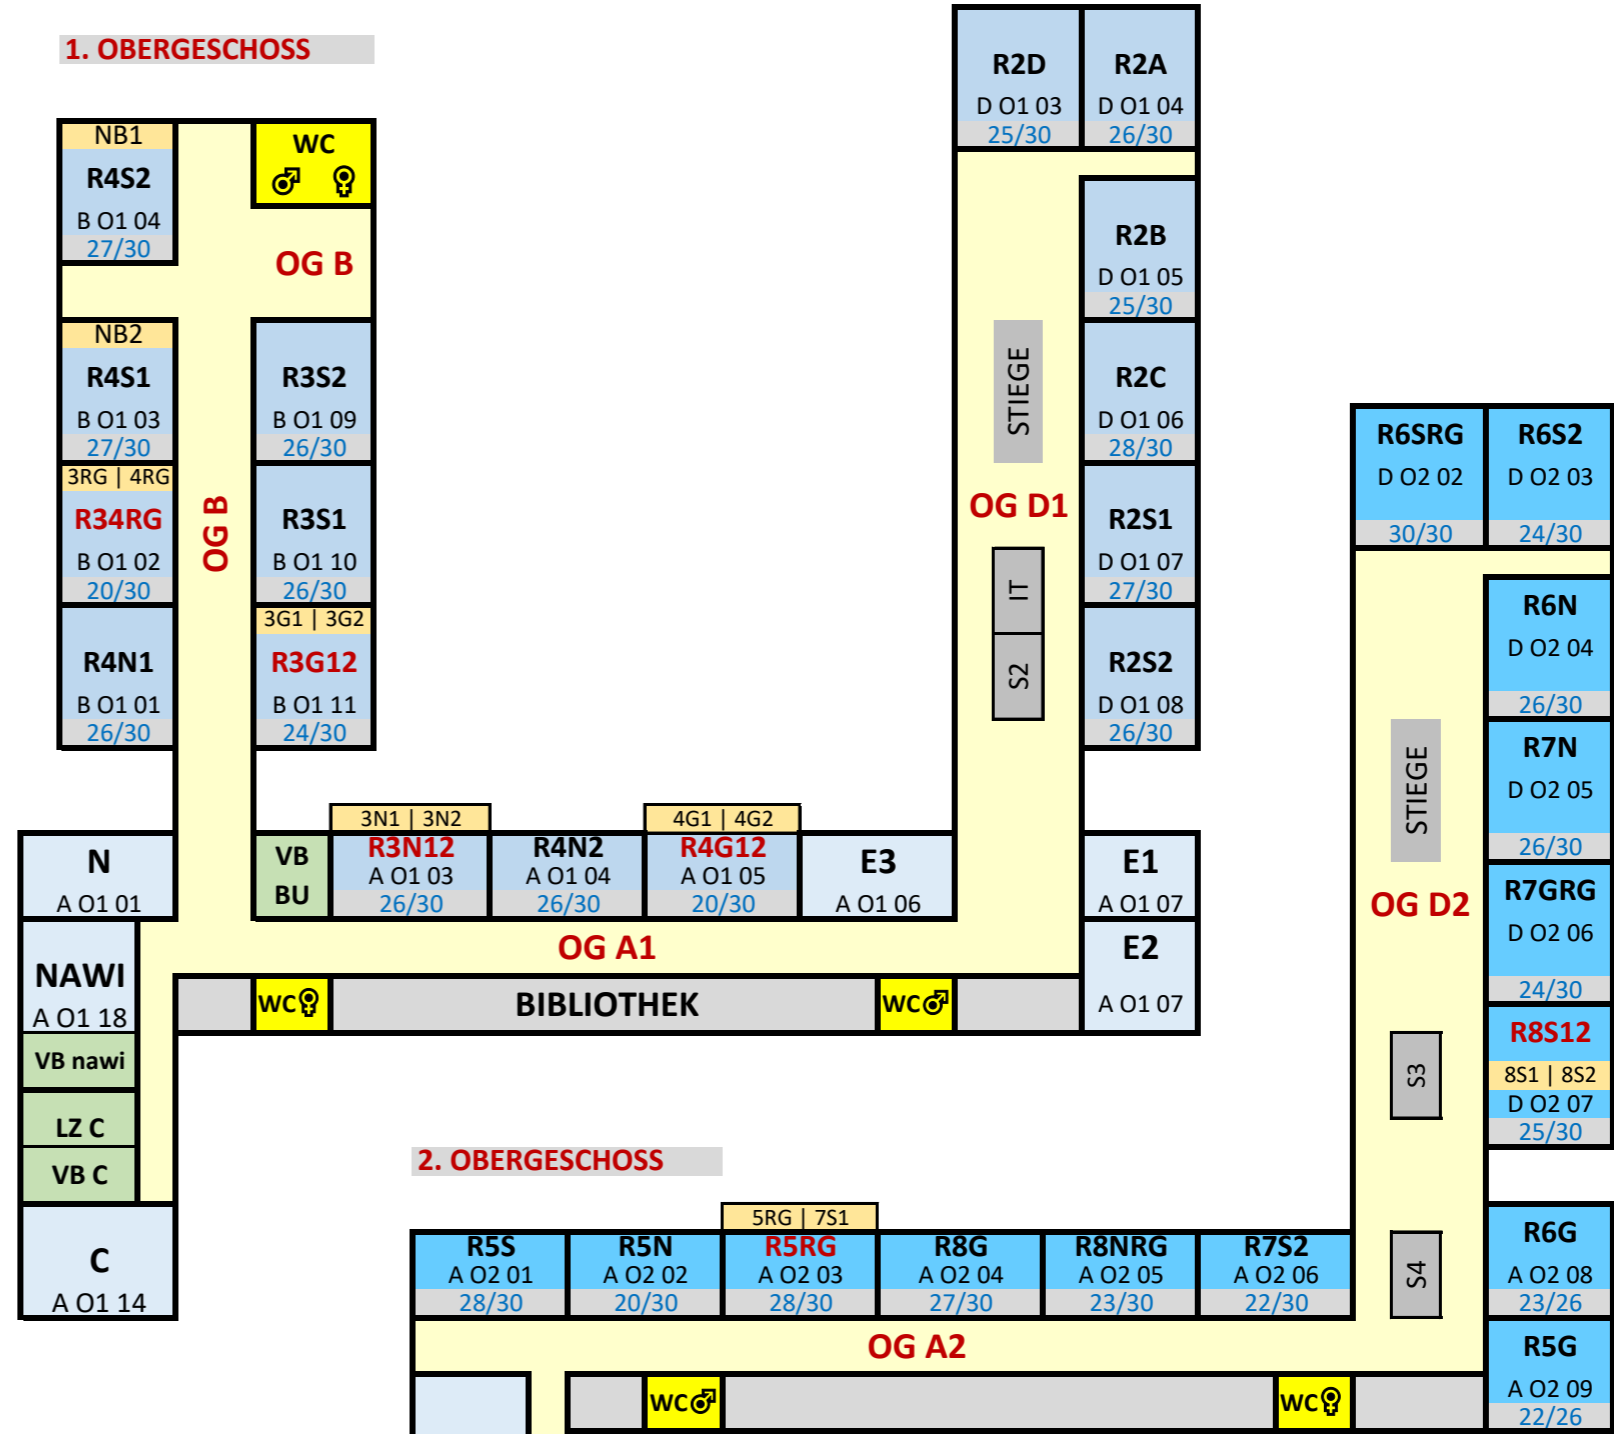 1. OBERGESCHOSS
NB1
R4S2
B O1 04
27/30
WC
OG B
NB2
R4S1
B O1 03
27/30
R3S2
B O1 09
26/30
3RG | 4RG
R34RG
B O1 02
20/30
OG B
R3S1
B O1 10
26/30
R4N1
B O1 01
26/30
3G1 | 3G2
R3G12
B O1 11
24/30
R2D
D O1 03
25/30
R2A
D O1 04
26/30
R2B
D O1 05
25/30
STIEGE
R2C
D O1 06
28/30
OG D1
R2S1
D O1 07
27/30
IT
S2
R2S2
D O1 08
26/30
N
A O1 01
VB
BU
3N1 | 3N2
R3N12
A O1 03
26/30
R4N2
A O1 04
26/30
4G1 | 4G2
R4G12
A O1 05
20/30
E3
A O1 06
E1
A O1 07
OG A1
E2
A O1 07
NAWI
A O1 18
WC
BIBLIOTHEK
WC
VB nawi
LZ C
VB C
C
A O1 14
2. OBERGESCHOSS
R6SRG
D O2 02
30/30
R6S2
D O2 03
24/30
R6N
D O2 04
26/30
STIEGE
R7N
D O2 05
26/30
OG D2
R7GRG
D O2 06
24/30
S3
R8S12
8S1 | 8S2
D O2 07
25/30
R5S
A O2 01
28/30
R5N
A O2 02
20/30
5RG | 7S1
R5RG
A O2 03
28/30
R8G
A O2 04
27/30
R8NRG
A O2 05
23/30
R7S2
A O2 06
22/30
S4
R6G
A O2 08
23/26
OG A2
R5G
A O2 09
22/26
WC
WC